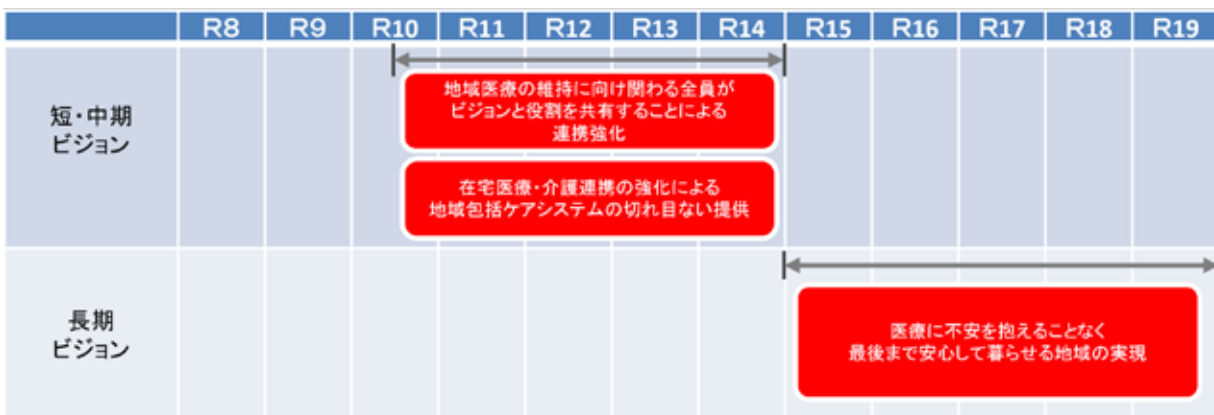 R8 R9 R10 R11 R12 R13 R14 R15 R16 R17 R18 R19
短・中期
ビジョン
地域医療の維持に向け関わる全員が
ビジョンと役割を共有することによる
連携強化
在宅医療・介護連携の強化による
地域包括ケアシステムの切れ目ない提供
長期
ビジョン
医療に不安を抱えることなく
最後まで安心して暮らせる地域の実現